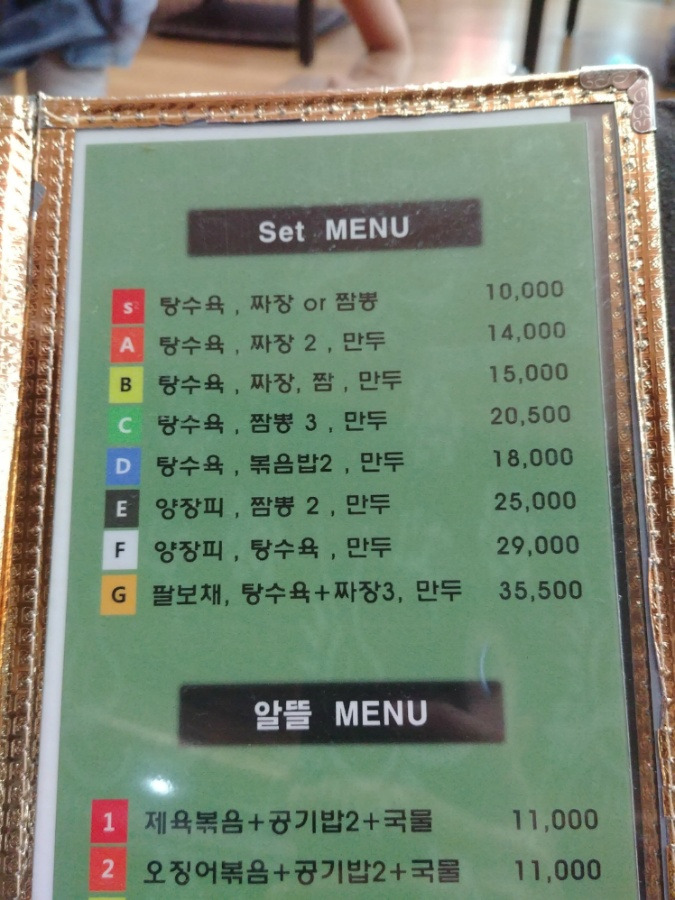 Set MENU
S 탕수육 , 짜장 or 짬뽕 10,000
A 탕수육 , 짜장 2 , 만두 14,000
B 탕수육 , 짜장, 짬 , 만두 15,000
C 탕수육 , 짬뽕 3 , 만두 20,500
D 탕수육 , 볶음밥2 , 만두 18,000
E 양장피 , 짬뽕 2 , 만두 25,000
F 양장피 , 탕수육 , 만두 29,000
G 팔보채, 탕수육+짜장3, 만두 35,500
알뜰 MENU
1 제육볶음+공기밥2+국물 11,000
2 오징어볶음+공기밥2+국물 11,000